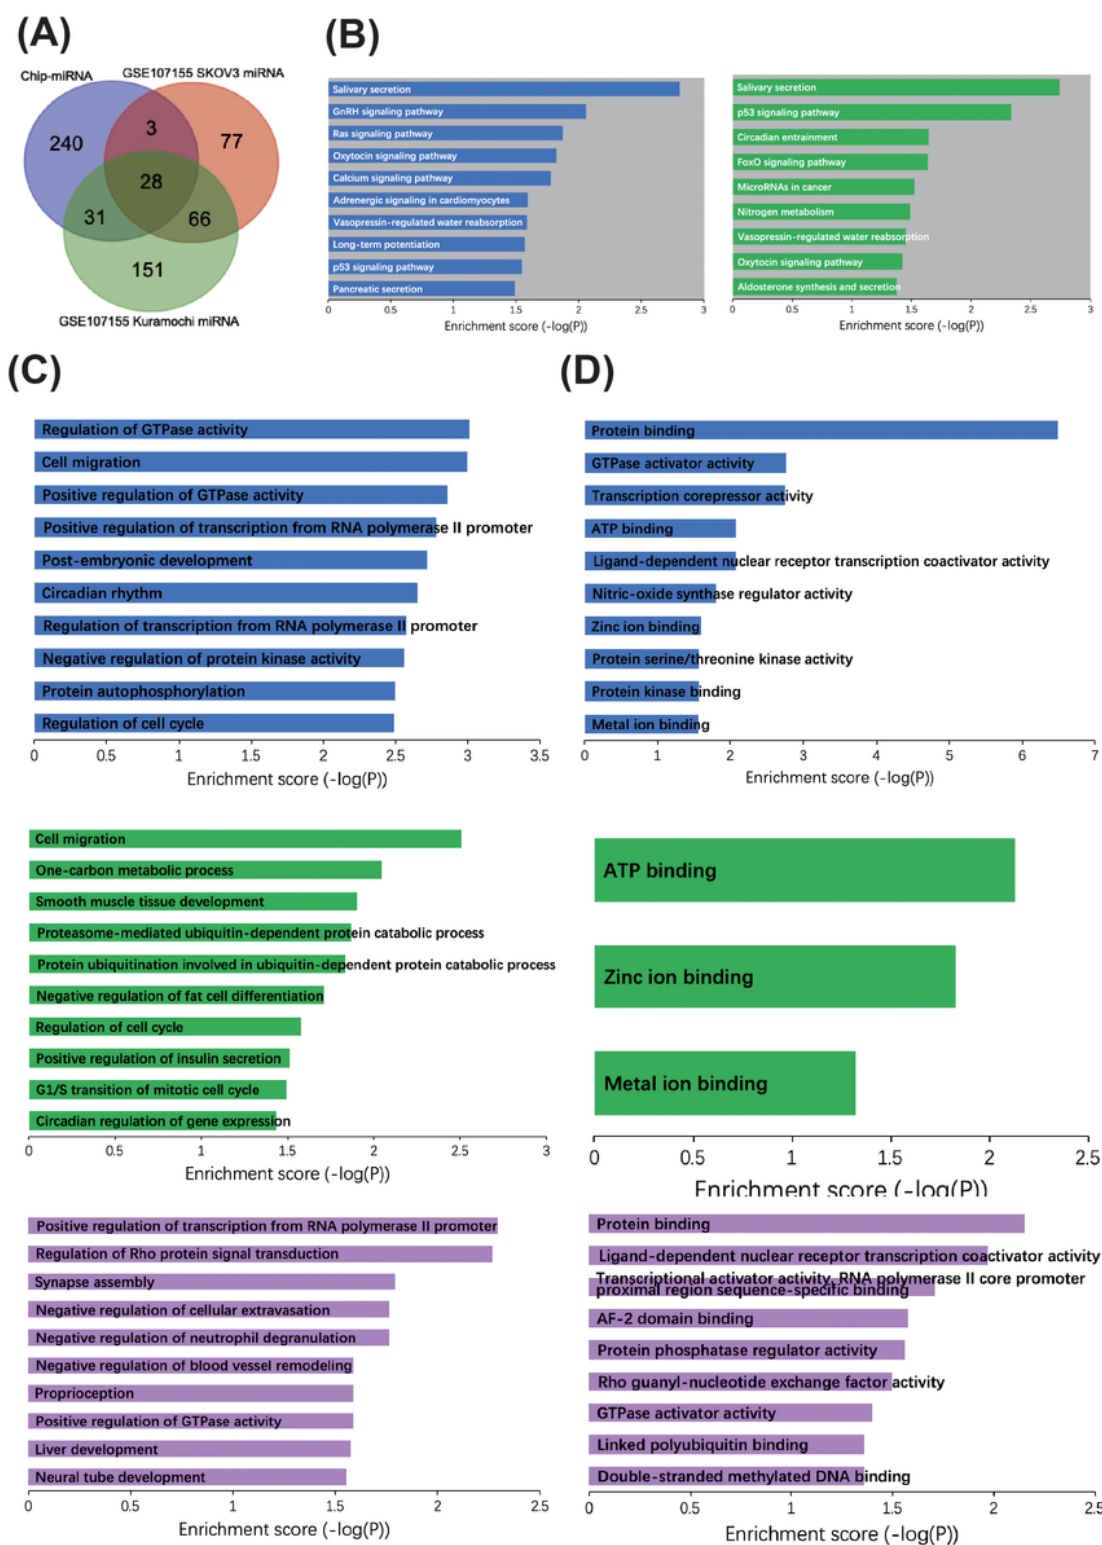 (A)
Chip-miRNA
GSE107155 SKOV3 miRNA
240
3
77
28
31
66
151
GSE107155 Kuramochi miRNA
(B)
Salivary secretion
GnRH signaling pathway
Ras signaling pathway
Oxytocin signaling pathway
Calcium signaling pathway
Adrenergic signaling in cardiomyocytes
Vasopressin-regulated water reabsorption
Long-term potentiation
p53 signaling pathway
Pancreatic secretion
0 0.5 1 1.5 2 2.5 3
Enrichment score (-log(P))
Salivary secretion
p53 signaling pathway
Circadian entrainment
FoxO signaling pathway
MicroRNAs in cancer
Nitrogen metabolism
Vasopressin-regulated water reabsorption
Oxytocin signaling pathway
Aldosterone synthesis and secretion
0 0.5 1 1.5 2 2.5 3
Enrichment score (-log(P))
(C)
Regulation of GTPase activity
Cell migration
Positive regulation of GTPase activity
Positive regulation of transcription from RNA polymerase II promoter
Post-embryonic development
Circadian rhythm
Regulation of transcription from RNA polymerase II promoter
Negative regulation of protein kinase activity
Protein autophosphorylation
Regulation of cell cycle
0 0.5 1 1.5 2 2.5 3 3.5
Enrichment score (-log(P))
(D)
Protein binding
GTPase activator activity
Transcription corepressor activity
ATP binding
Ligand-dependent nuclear receptor transcription coactivator activity
Nitric-oxide synthase regulator activity
Zinc ion binding
Protein serine/threonine kinase activity
Protein kinase binding
Metal ion binding
0 1 2 3 4 5 6 7
Enrichment score (-log(P))
Cell migration
One-carbon metabolic process
Smooth muscle tissue development
Proteasome-mediated ubiquitin-dependent protein catabolic process
Protein ubiquitination involved in ubiquitin-dependent protein catabolic process
Negative regulation of fat cell differentiation
Regulation of cell cycle
Positive regulation of insulin secretion
G1/S transition of mitotic cell cycle
Circadian regulation of gene expression
0 0.5 1 1.5 2 2.5 3
Enrichment score (-log(P))
ATP binding
Zinc ion binding
Metal ion binding
0 0.5 1 1.5 2 2.5
Enrichment score (-log(P))
Positive regulation of transcription from RNA polymerase II promoter
Regulation of Rho protein signal transduction
Synapse assembly
Negative regulation of cellular extravasation
Negative regulation of neutrophil degranulation
Negative regulation of blood vessel remodeling
Proprioception
Positive regulation of GTPase activity
Liver development
Neural tube development
0 0.5 1 1.5 2 2.5
Enrichment score (-log(P))
Protein binding
Ligand-dependent nuclear receptor transcription coactivator activity
Transcriptional activator activity, RNA polymerase II core promoter
proximal region sequence-specific binding
AF-2 domain binding
Protein phosphatase regulator activity
Rho guanyl-nucleotide exchange factor activity
GTPase activator activity
Linked polyubiquitin binding
Double-stranded methylated DNA binding
0 0.5 1 1.5 2 2.5
Enrichment score (-log(P))